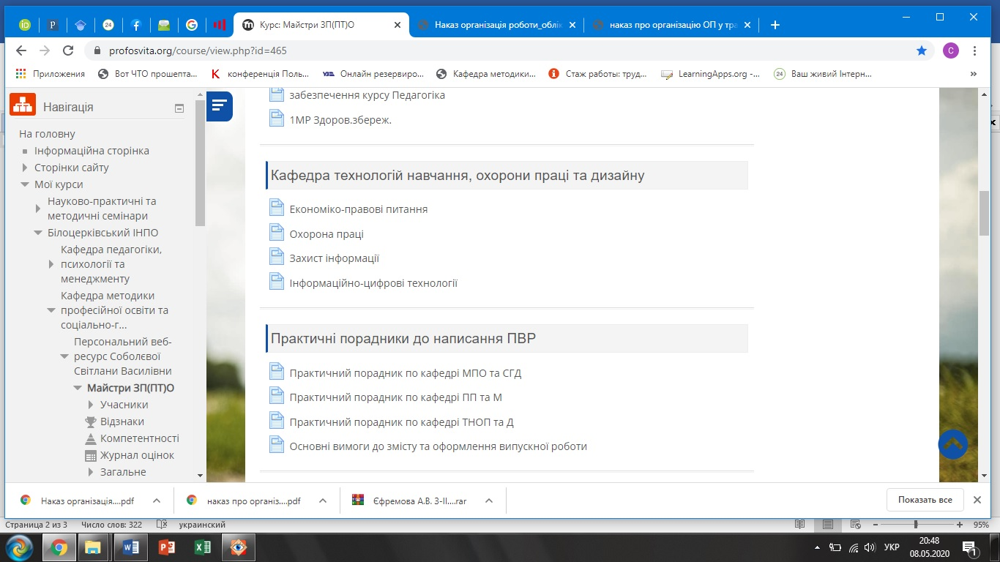 24
Курс: Майстри ЗП(ПТ)О
Наказ організація роботи_облік
наказ про організацію ОП у тра
profosvita.org/course/view.php?id=465
С
Приложения
Вот ЧТО прошепта...
К
конференція Поль...
Онлайн резервиро...
Кафедра методики...
Стаж работы: труд...
LearningApps.org -...
24
Ваш живий Інтерн...
»
Навігація
На головну
Інформаційна сторінка
Сторінки сайту
Мої курси
Науково-практичні та
методичні семінари
Білоцерківський ІНПО
Кафедра педагогіки,
психології та
менеджменту
Кафедра методики
професійної освіти та
соціально-г...
Персональний веб-
ресурс Соболєвої
Світлани Василівни
Майстри ЗП(ПТ)О
Учасники
Відзнаки
Компетентності
Журнал оцінок
Загальне
забезпечення курсу Педагогіка
1МР Здоров.збереж.
Кафедра технологій навчання, охорони праці та дизайну
Економіко-правові питання
Охорона праці
Захист інформації
Інформаційно-цифрові технології
Практичні порадники до написання ПВР
Практичний порадник по кафедрі МПО та СГД
Практичний порадник по кафедрі ПП та М
Практичний порадник по кафедрі ТНОП та Д
Основні вимоги до змісту та оформлення випускної роботи
Наказ організація....pdf
наказ про організ....pdf
Єфремова А.В. 3-ІІ....rar
Показать все
Страница 2 из 3
Число слов: 322
украинский
95%
УКР
20:48
08.05.2020
1